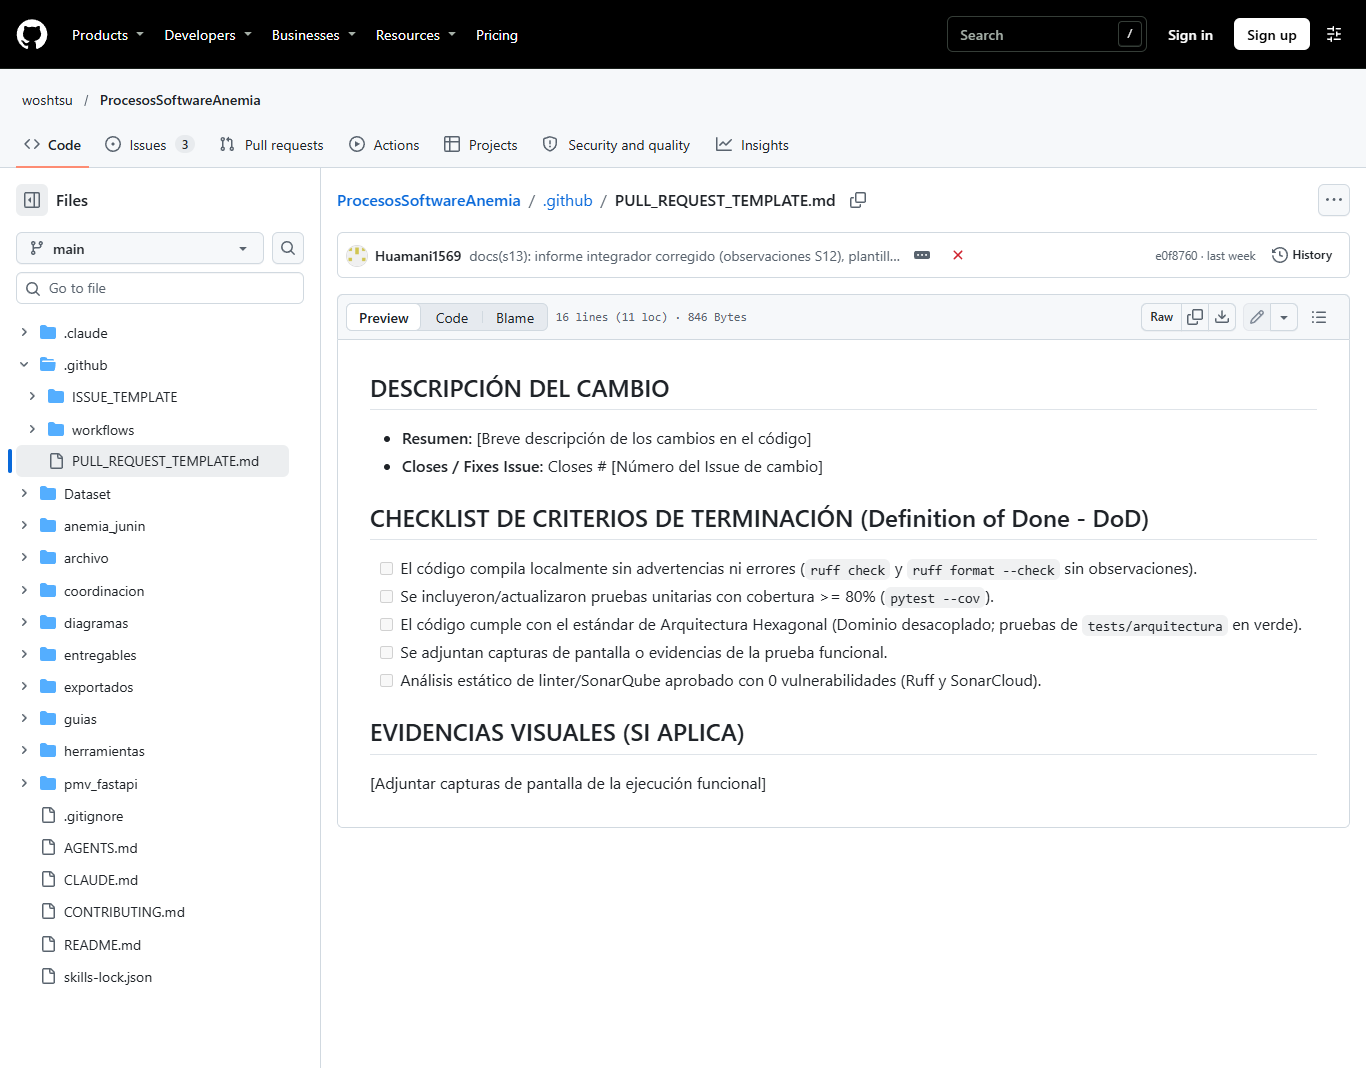 Products Developers Businesses Resources Pricing Search / Sign in Sign up
woshtsu / ProcesosSoftwareAnemia
Code Issues 3 Pull requests Actions Projects Security and quality Insights
Files
main
Go to file
.claude
.github
ISSUE_TEMPLATE
workflows
PULL_REQUEST_TEMPLATE.md
Dataset
anemia_junin
archivo
coordinacion
diagramas
entregables
exportados
guias
herramientas
pmv_fastapi
.gitignore
AGENTS.md
CLAUDE.md
CONTRIBUTING.md
README.md
skills-lock.json
ProcesosSoftwareAnemia / .github / PULL_REQUEST_TEMPLATE.md
Huamani1569 docs(s13): informe integrador corregido (observaciones S12), plantill... e0f8760 · last week History
Preview Code Blame 16 lines (11 loc) · 846 Bytes Raw
DESCRIPCIÓN DEL CAMBIO
• Resumen: [Breve descripción de los cambios en el código]
• Closes / Fixes Issue: Closes # [Número del Issue de cambio]
CHECKLIST DE CRITERIOS DE TERMINACIÓN (Definition of Done - DoD)
El código compila localmente sin advertencias ni errores ( ruff check y ruff format --check sin observaciones).
Se incluyeron/actualizaron pruebas unitarias con cobertura >= 80% ( pytest --cov ).
El código cumple con el estándar de Arquitectura Hexagonal (Dominio desacoplado; pruebas de tests/arquitectura en verde).
Se adjuntan capturas de pantalla o evidencias de la prueba funcional.
Análisis estático de linter/SonarQube aprobado con 0 vulnerabilidades (Ruff y SonarCloud).
EVIDENCIAS VISUALES (SI APLICA)
[Adjuntar capturas de pantalla de la ejecución funcional]